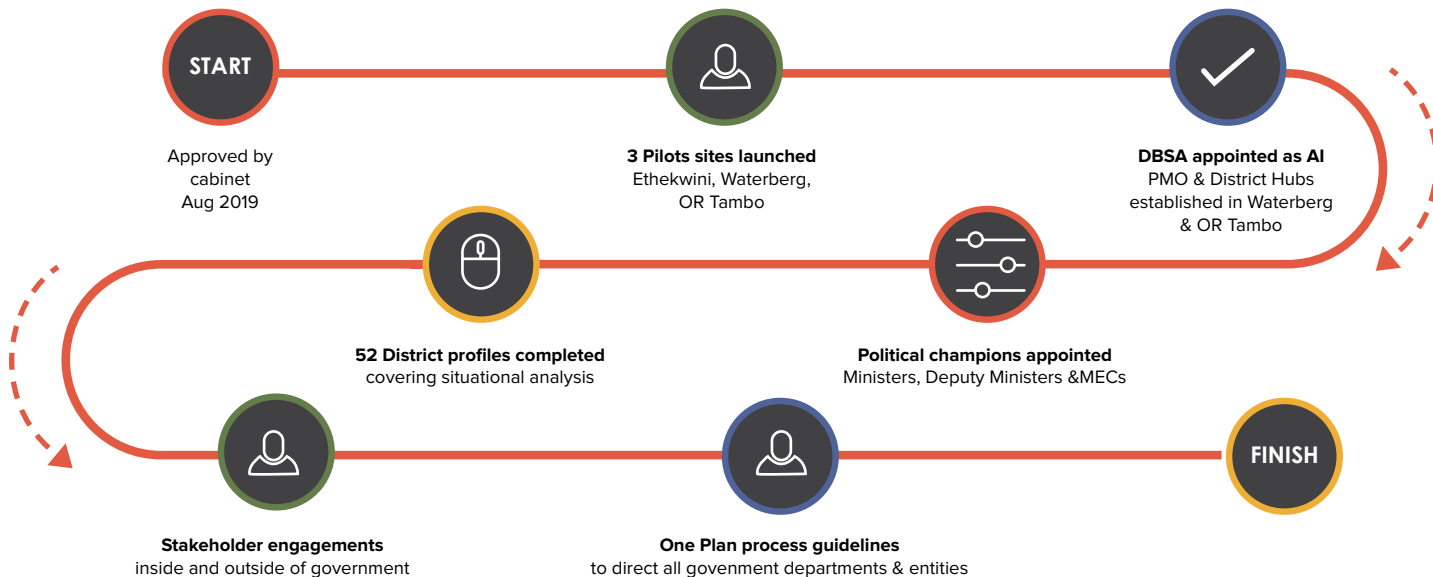 START
Approved by
cabinet
Aug 2019
3 Pilots sites launched
Ethekwini, Waterberg,
OR Tambo
DBSA appointed as AI
PMO & District Hubs
established in Waterberg
& OR Tambo
Political champions appointed
Ministers, Deputy Ministers &MECs
52 District profiles completed
covering situational analysis
Stakeholder engagements
inside and outside of government
One Plan process guidelines
to direct all govenment departments & entities
FINISH